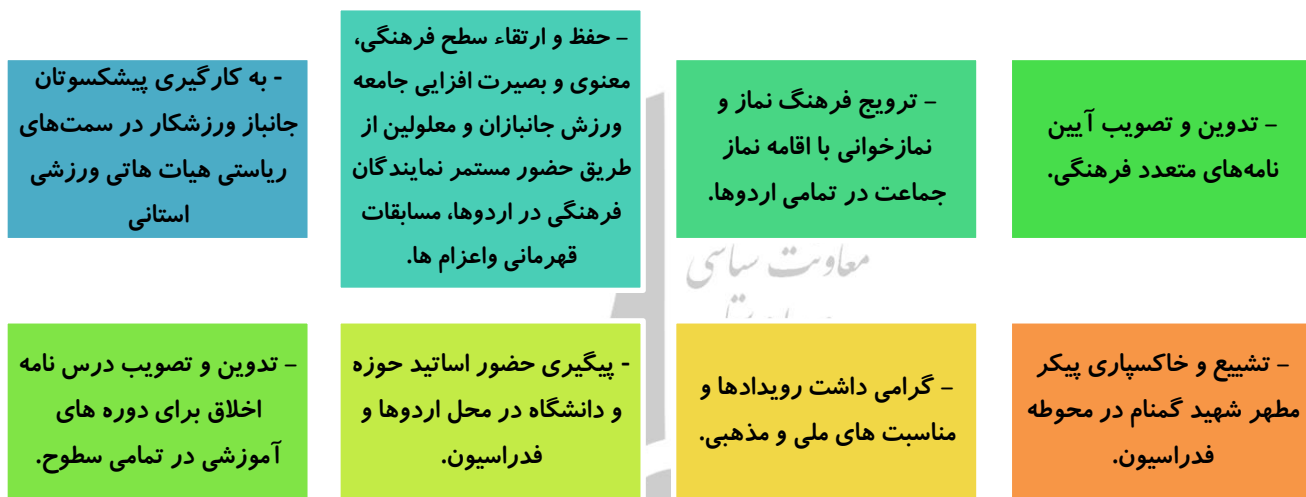 – تدوین و تصویب آیین
نامه‌های متعدد فرهنگی.
– ترویج فرهنگ نماز و
نمازخوانی با اقامه نماز
جماعت در تمامی اردوها.
– حفظ و ارتقاء سطح فرهنگی،
معنوی و بصیرت افزایی جامعه
ورزش جانبازان و معلولین از
طریق حضور مستمر نمایندگان
فرهنگی در اردوها، مسابقات
قهرمانی واعزام ها.
- به کارگیری پیشکسوتان
جانباز ورزشکار در سمت‌های
ریاستی هیات هاتی ورزشی
استانی
معاونت سیاسی
– تشییع و خاکسپاری پیکر
مطهر شهید گمنام در محوطه
فدراسیون.
– گرامی داشت رویدادها و
مناسبت های ملی و مذهبی.
- پیگیری حضور اساتید حوزه
و دانشگاه در محل اردوها و
فدراسیون.
– تدوین و تصویب درس نامه
اخلاق برای دوره های
آموزشی در تمامی سطوح.